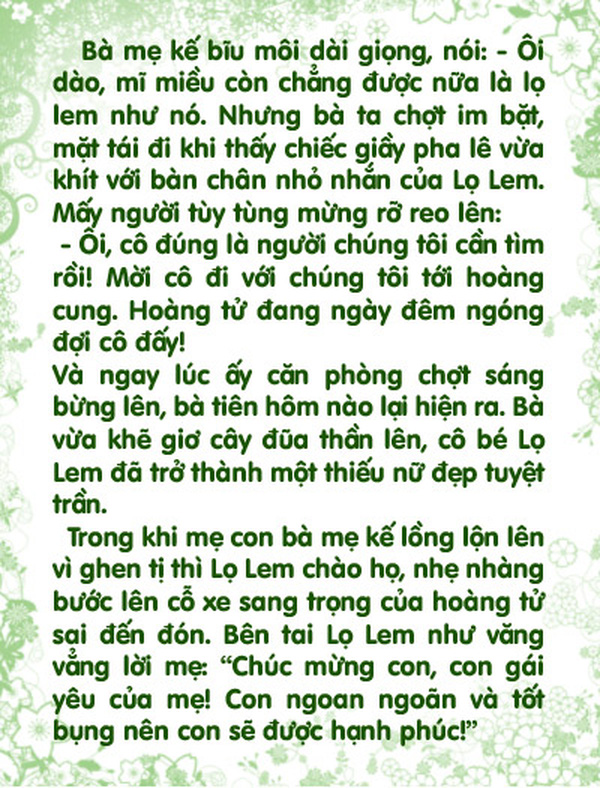 Bà mẹ kế bĩu môi dài giọng, nói: - Ôi
dào, mĩ miều còn chẳng được nữa là lọ
lem như nó. Nhưng bà ta chợt im bặt,
mặt tái đi khi thấy chiếc giầy pha lê vừa
khít với bàn chân nhỏ nhắn của Lọ Lem.
Mấy người tùy tùng mừng rỡ reo lên:
- Ôi, cô đúng là người chúng tôi cần tìm
rồi! Mời cô đi với chúng tôi tới hoàng
cung. Hoàng tử đang ngày đêm ngóng
đợi cô đấy!
Và ngay lúc ấy căn phòng chợt sáng
bừng lên, bà tiên hôm nào lại hiện ra. Bà
vừa khẽ giơ cây đũa thần lên, cô bé Lọ
Lem đã trở thành một thiếu nữ đẹp tuyệt
trần.
Trong khi mẹ con bà mẹ kế lồng lộn lên
vì ghen tị thì Lọ Lem chào họ, nhẹ nhàng
bước lên cỗ xe sang trọng của hoàng tử
sai đến đón. Bên tai Lọ Lem như văng
vẳng lời mẹ: “Chúc mừng con, con gái
yêu của mẹ! Con ngoan ngoãn và tốt
bụng nên con sẽ được hạnh phúc!”